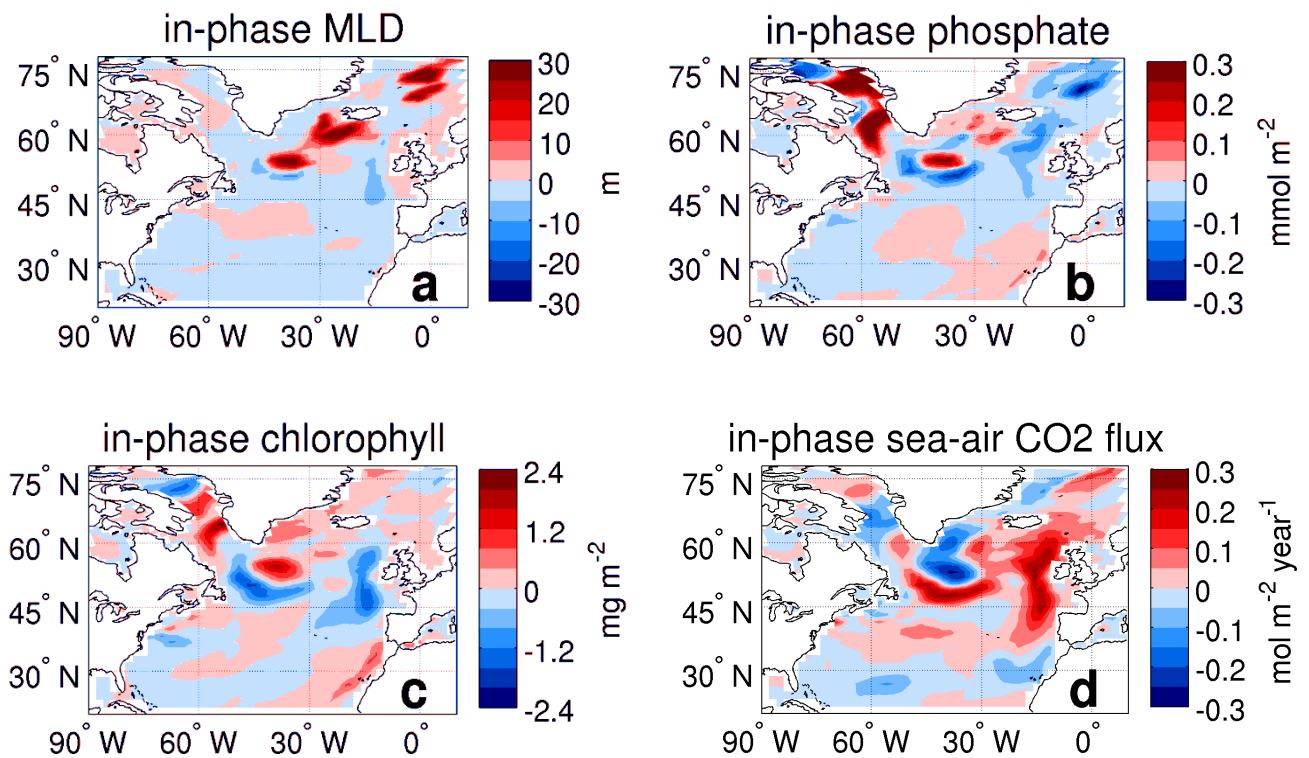 in-phase MLD
75° N
60° N
45° N
30° N
90° W
60° W
30° W
0°
30
20
10
0
-10
-20
-30
m
a
in-phase phosphate
75° N
60° N
45° N
30° N
90° W
60° W
30° W
0°
0.3
0.2
0.1
0
-0.1
-0.2
-0.3
mmol m⁻²
b
in-phase chlorophyll
75° N
60° N
45° N
30° N
90° W
60° W
30° W
0°
2.4
1.2
0
-1.2
-2.4
mg m⁻²
c
in-phase sea-air CO2 flux
75° N
60° N
45° N
30° N
90° W
60° W
30° W
0°
0.3
0.2
0.1
0
-0.1
-0.2
-0.3
mol m⁻² year⁻¹
d